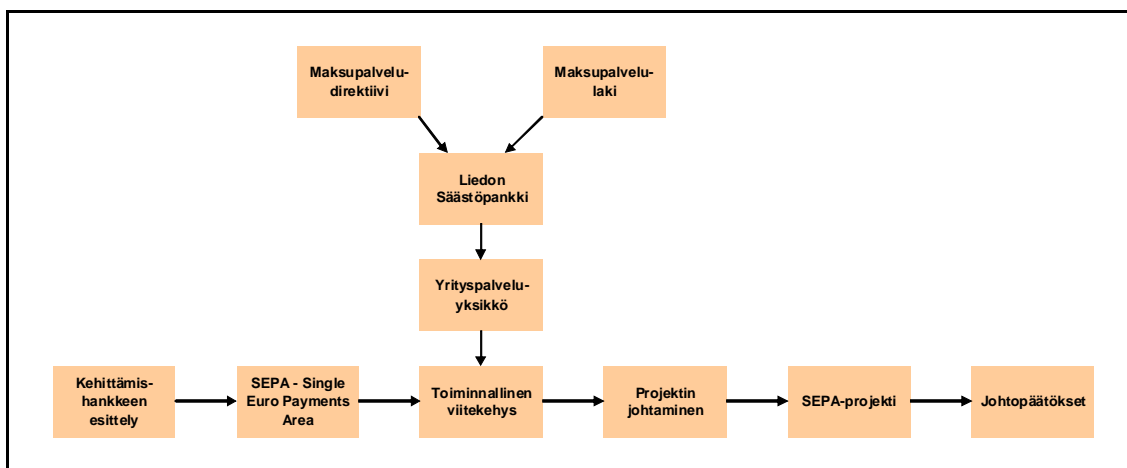 Maksupalvelu-
direktiivi
Maksupalvelu-
laki
Liedon
Säästöpankki
Yrityspalvelu-
yksikkö
Kehittämis-
hankkeen
esittely
SEPA - Single
Euro Payments
Area
Toiminnallinen
viitekehys
Projektin
johtaminen
SEPA-projekti
Johtopäätökset